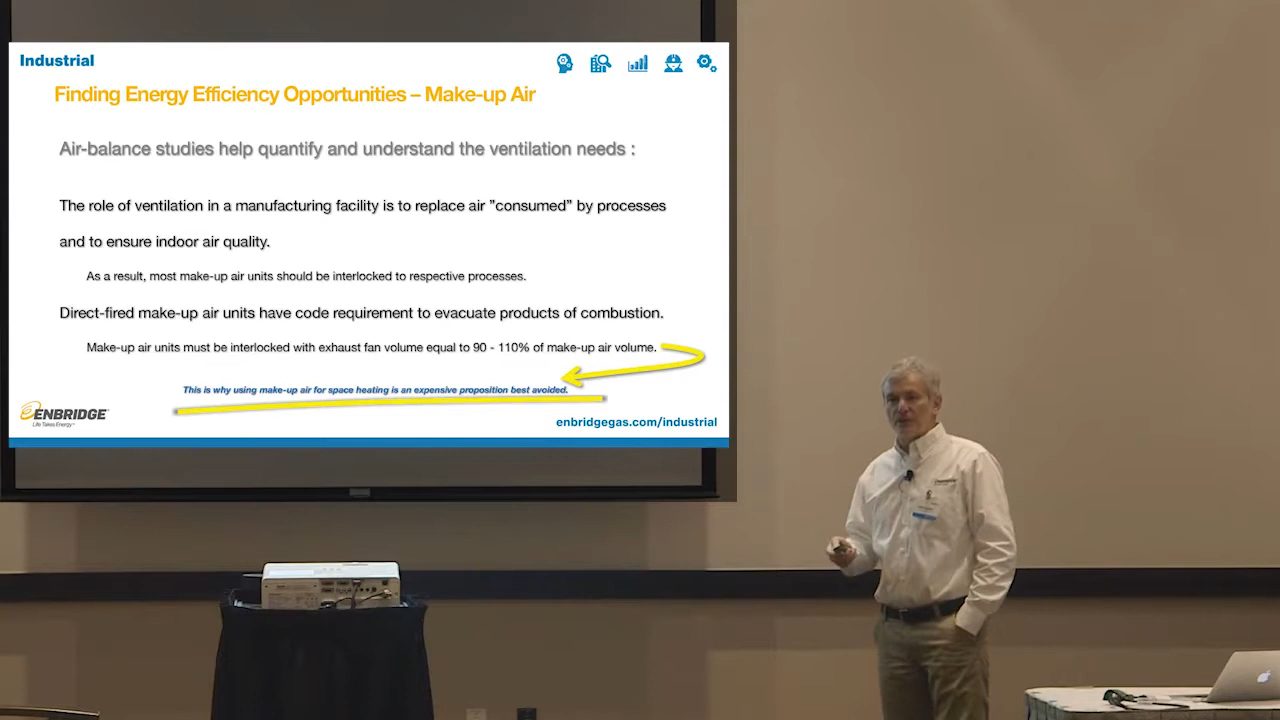 Industrial
Finding Energy Efficiency Opportunities – Make-up Air
Air-balance studies help quantify and understand the ventilation needs :
The role of ventilation in a manufacturing facility is to replace air ”consumed” by processes
and to ensure indoor air quality.
As a result, most make-up air units should be interlocked to respective processes.
Direct-fired make-up air units have code requirement to evacuate products of combustion.
Make-up air units must be interlocked with exhaust fan volume equal to 90 - 110% of make-up air volume.
This is why using make-up air for space heating is an expensive proposition best avoided.
ENBRIDGE
Life Takes Energy™
enbridgegas.com/industrial